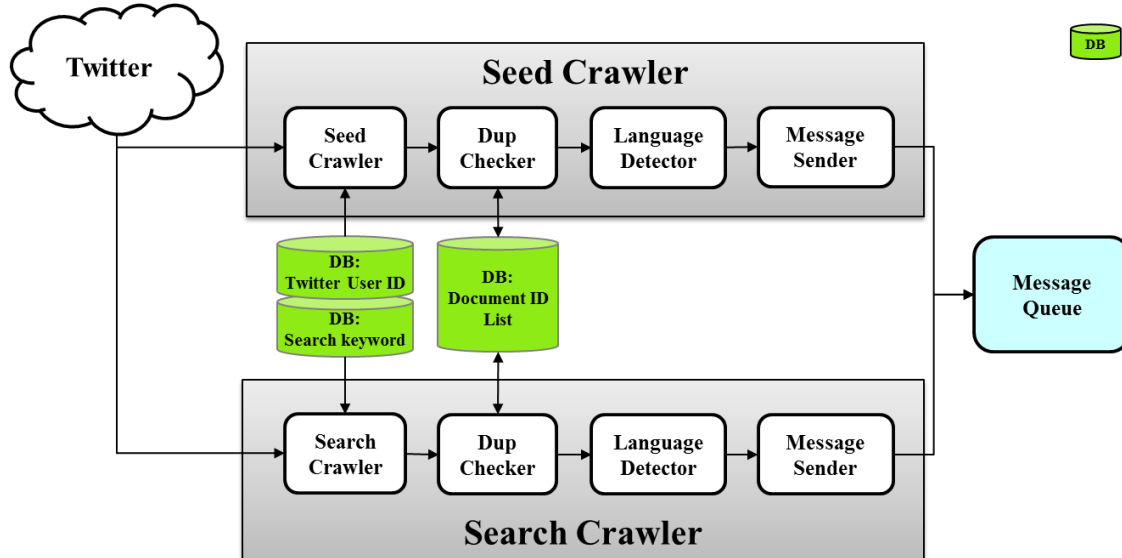 Twitter
DB
Seed Crawler
Seed
Crawler
Dup
Checker
Language
Detector
Message
Sender
DB:
Twitter User ID
DB:
Search keyword
DB:
Document ID
List
Message
Queue
Search
Crawler
Dup
Checker
Language
Detector
Message
Sender
Search Crawler